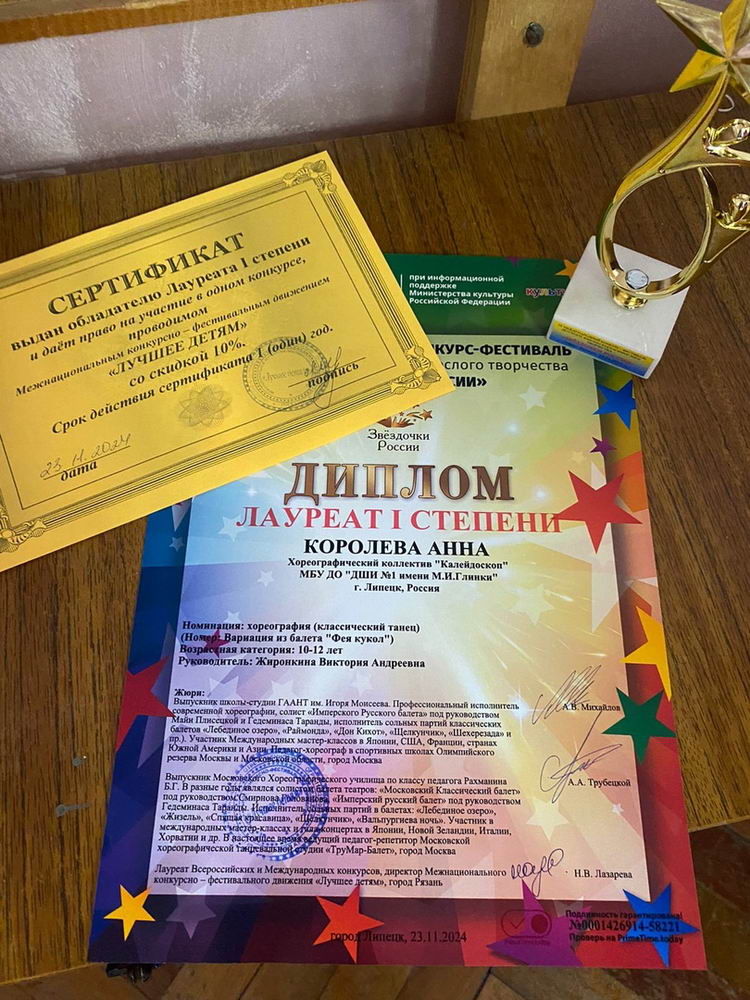 СЕРТИФИКАТ
выдан обладателю Лауреата I степени
и даёт право на участие в одном конкурсе,
проводимом
Межнациональным конкурсно – фестивальным движением
«ЛУЧШЕЕ ДЕТЯМ»
со скидкой 10%.
Срок действия сертификата 1 (один) год.
подпись
23.11.2024
дата
при информационной
поддержке
Министерства культуры
Российской Федерации
КУРС-ФЕСТИВАЛЬ
слого творчества
СИИ»
Звёздочки
России
ДИПЛОМ
ЛАУРЕАТ I СТЕПЕНИ
КОРОЛЕВА АННА
Хореографический коллектив "Калейдоскоп"
МБУ ДО "ДШИ №1 имени М.И.Глинки"
г. Липецк, Россия
Номинация: хореография (классический танец)
(Номер: Вариация из балета "Фея кукол")
Возрастная категория: 10-12 лет
Руководитель: Жиронкина Виктория Андреевна
Жюри:
Выпускник школы-студии ГААНТ им. Игоря Моисеева. Профессиональный исполнитель
современной хореографии, солист «Имперского Русского балета» под руководством
Майи Плисецкой и Гедеминаса Таранды, исполнитель сольных партий классических
балетов «Лебединое озеро», «Раймонда», «Дон Кихот», «Щелкунчик», «Шехерезада» и
пр.). Участник Международных мастер-классов в Японии, США, Франции, странах
Южной Америки и Азии. Педагог-хореограф в спортивных школах Олимпийского
резерва Москвы и Московской области, город Москва
А.В. Михайлов
Выпускник Московского Хореографического училища по классу педагога Рахманина
Б.Г. В разные годы являлся солистом балета театров: «Московский Классический балет»
под руководством Смирнова-Голованова, «Имперский русский балет» под руководством
Гедеминаса Таранды. Исполнитель сольных партий в балетах: «Лебединое озеро»,
«Жизель», «Спящая красавица», «Щелкунчик», «Вальпургиева ночь». Участник в
международных мастер-классах и гала-концертах в Японии, Новой Зеландии, Италии,
Хорватии и др. В настоящее время ведущий педагог-репетитор Московской
хореографической танцевальной студии «ТруМар-Балет», город Москва
А.А. Трубецкой
Лауреат Всероссийских и Международных конкурсов, директор Межнационального
конкурсно – фестивального движения «Лучшее детям», город Рязань
Н.В. Лазарева
город Липецк, 23.11.2024
Подлинность гарантирована!
№0001426914-58221
Проверь на PrimeTime.today